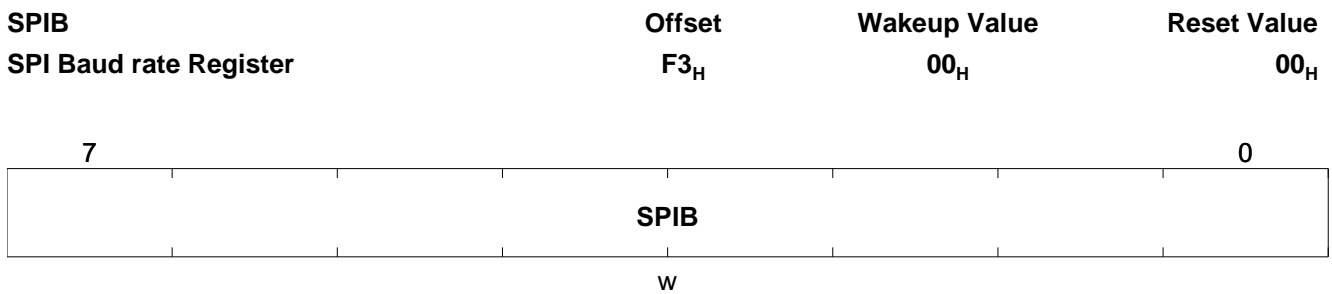 SPIB Offset Wakeup Value Reset Value
SPI Baud rate Register F3H 00H 00H
7 0
SPIB
w